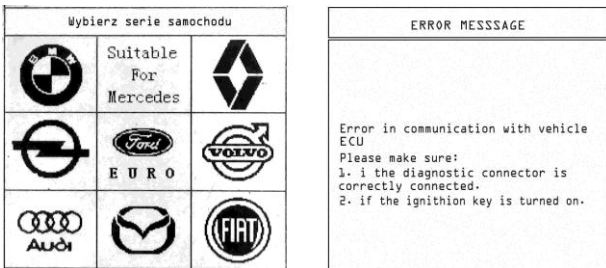 Wybierz serie samochodu
BMW
Suitable
For
Mercedes
Ford
EURO
VOLVO
Audi
FIAT
ERROR MESSSAGE
Error in communication with vehicle
ECU
Please make sure:
1. i the diagnostic connector is
correctly connected.
2. if the ignithion key is turned on.